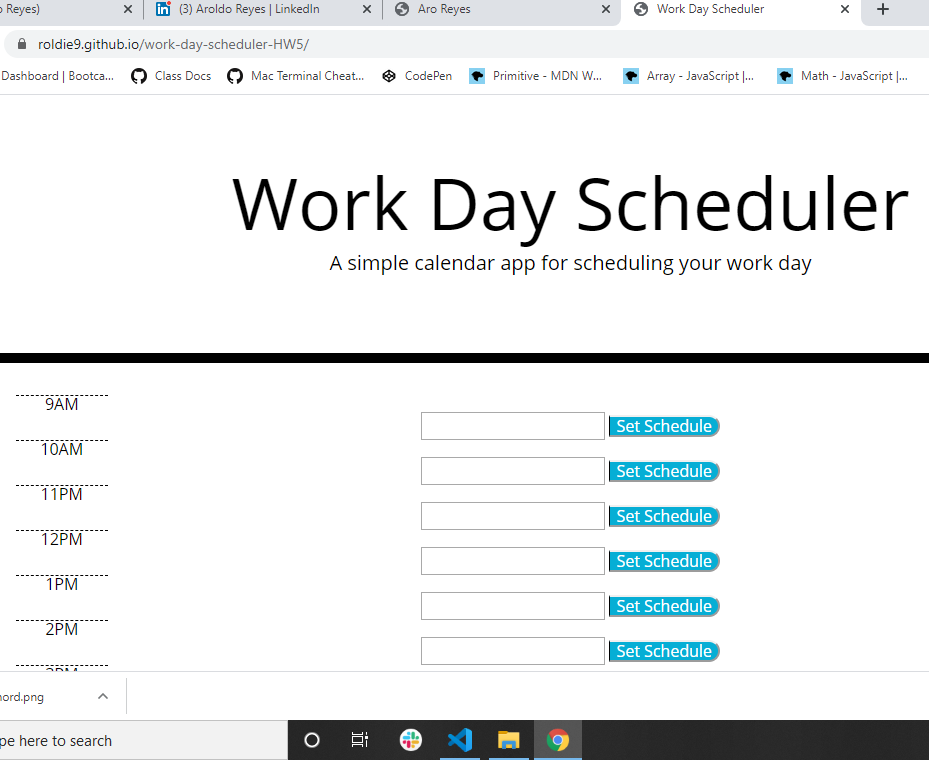 o Reyes) (3) Aroldo Reyes | LinkedIn Aro Reyes Work Day Scheduler
roldie9.github.io/work-day-scheduler-HW5/
Dashboard | Bootca... Class Docs Mac Terminal Cheat... CodePen Primitive - MDN W... Array - JavaScript |... Math - JavaScript |...
Work Day Scheduler
A simple calendar app for scheduling your work day
9AM
Set Schedule
10AM
Set Schedule
11PM
Set Schedule
12PM
Set Schedule
1PM
Set Schedule
2PM
Set Schedule
ord.png
pe here to search